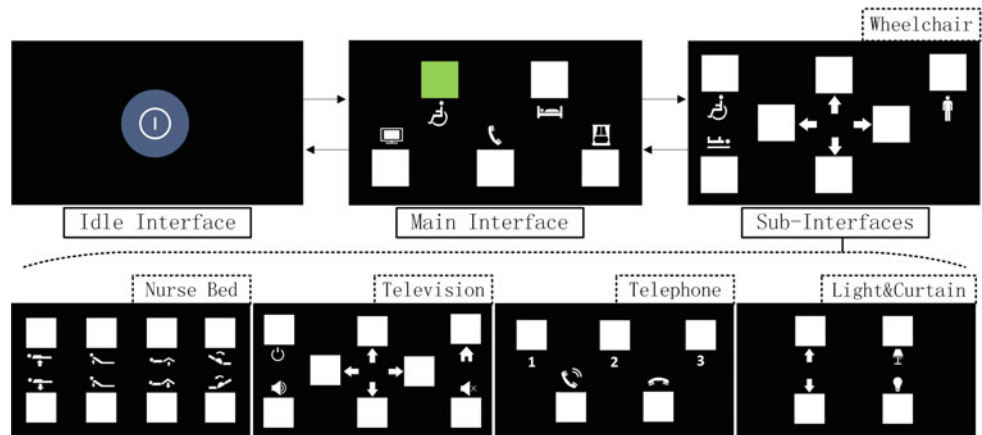 Wheelchair
Idle Interface
Main Interface
Sub-Interfaces
Nurse Bed
Television
Telephone
Light&Curtain
1
2
3